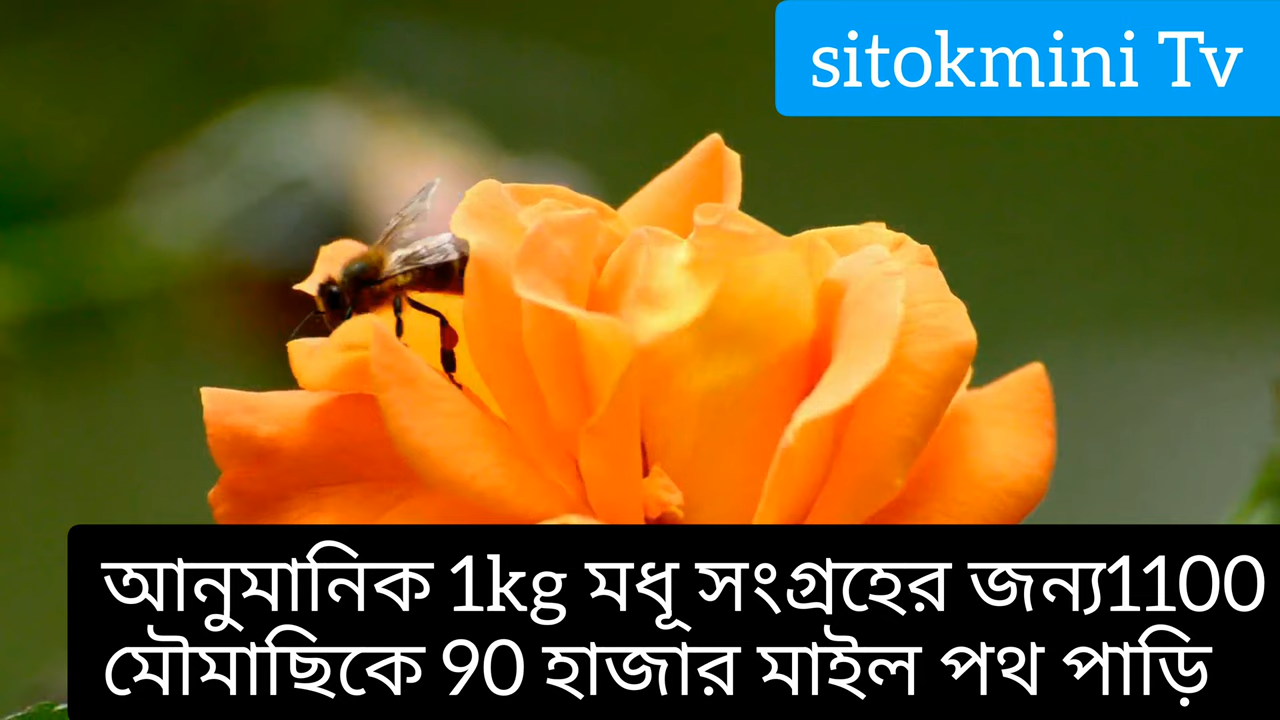 sitokmini Tv
আনুমানিক 1kg মধূ সংগ্রহের জন্য1100
মৌমাছিকে 90 হাজার মাইল পথ পাড়ি